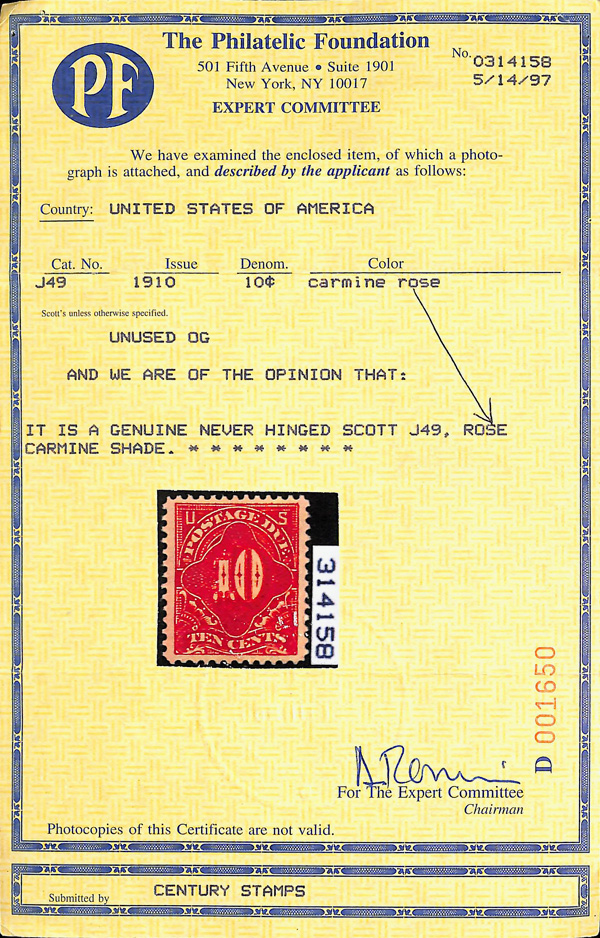 PF
The Philatelic Foundation
501 Fifth Avenue • Suite 1901
New York, NY 10017
EXPERT COMMITTEE
No. 0314158
5/14/97
We have examined the enclosed item, of which a photo-
graph is attached, and described by the applicant as follows:
Country: UNITED STATES OF AMERICA
Cat. No. Issue Denom. Color
J49 1910 10¢ carmine rose
Scott's unless otherwise specified.
UNUSED OG
AND WE ARE OF THE OPINION THAT:
IT IS A GENUINE NEVER HINGED SCOTT J49, ROSE
CARMINE SHADE. * * * * * * * *
U S
POSTAGE DUE
10
TEN CENTS
314158
D 001650
For The Expert Committee
Chairman
Photocopies of this Certificate are not valid.
Submitted by CENTURY STAMPS